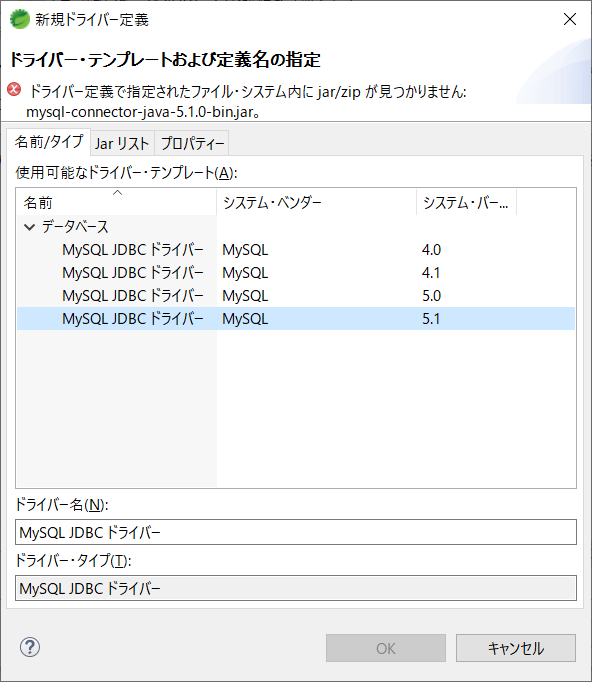 新規ドライバー定義
ドライバー・テンプレートおよび定義名の指定
ドライバー定義で指定されたファイル・システム内に jar/zip が見つかりません:
mysql-connector-java-5.1.0-bin.jar。
名前/タイプ Jar リスト プロパティー
使用可能なドライバー・テンプレート(A):
名前 システム・ベンダー システム・バー...
データベース
MySQL JDBC ドライバー MySQL 4.0
MySQL JDBC ドライバー MySQL 4.1
MySQL JDBC ドライバー MySQL 5.0
MySQL JDBC ドライバー MySQL 5.1
ドライバー名(N):
MySQL JDBC ドライバー
ドライバー・タイプ(T):
MySQL JDBC ドライバー
? OK キャンセル